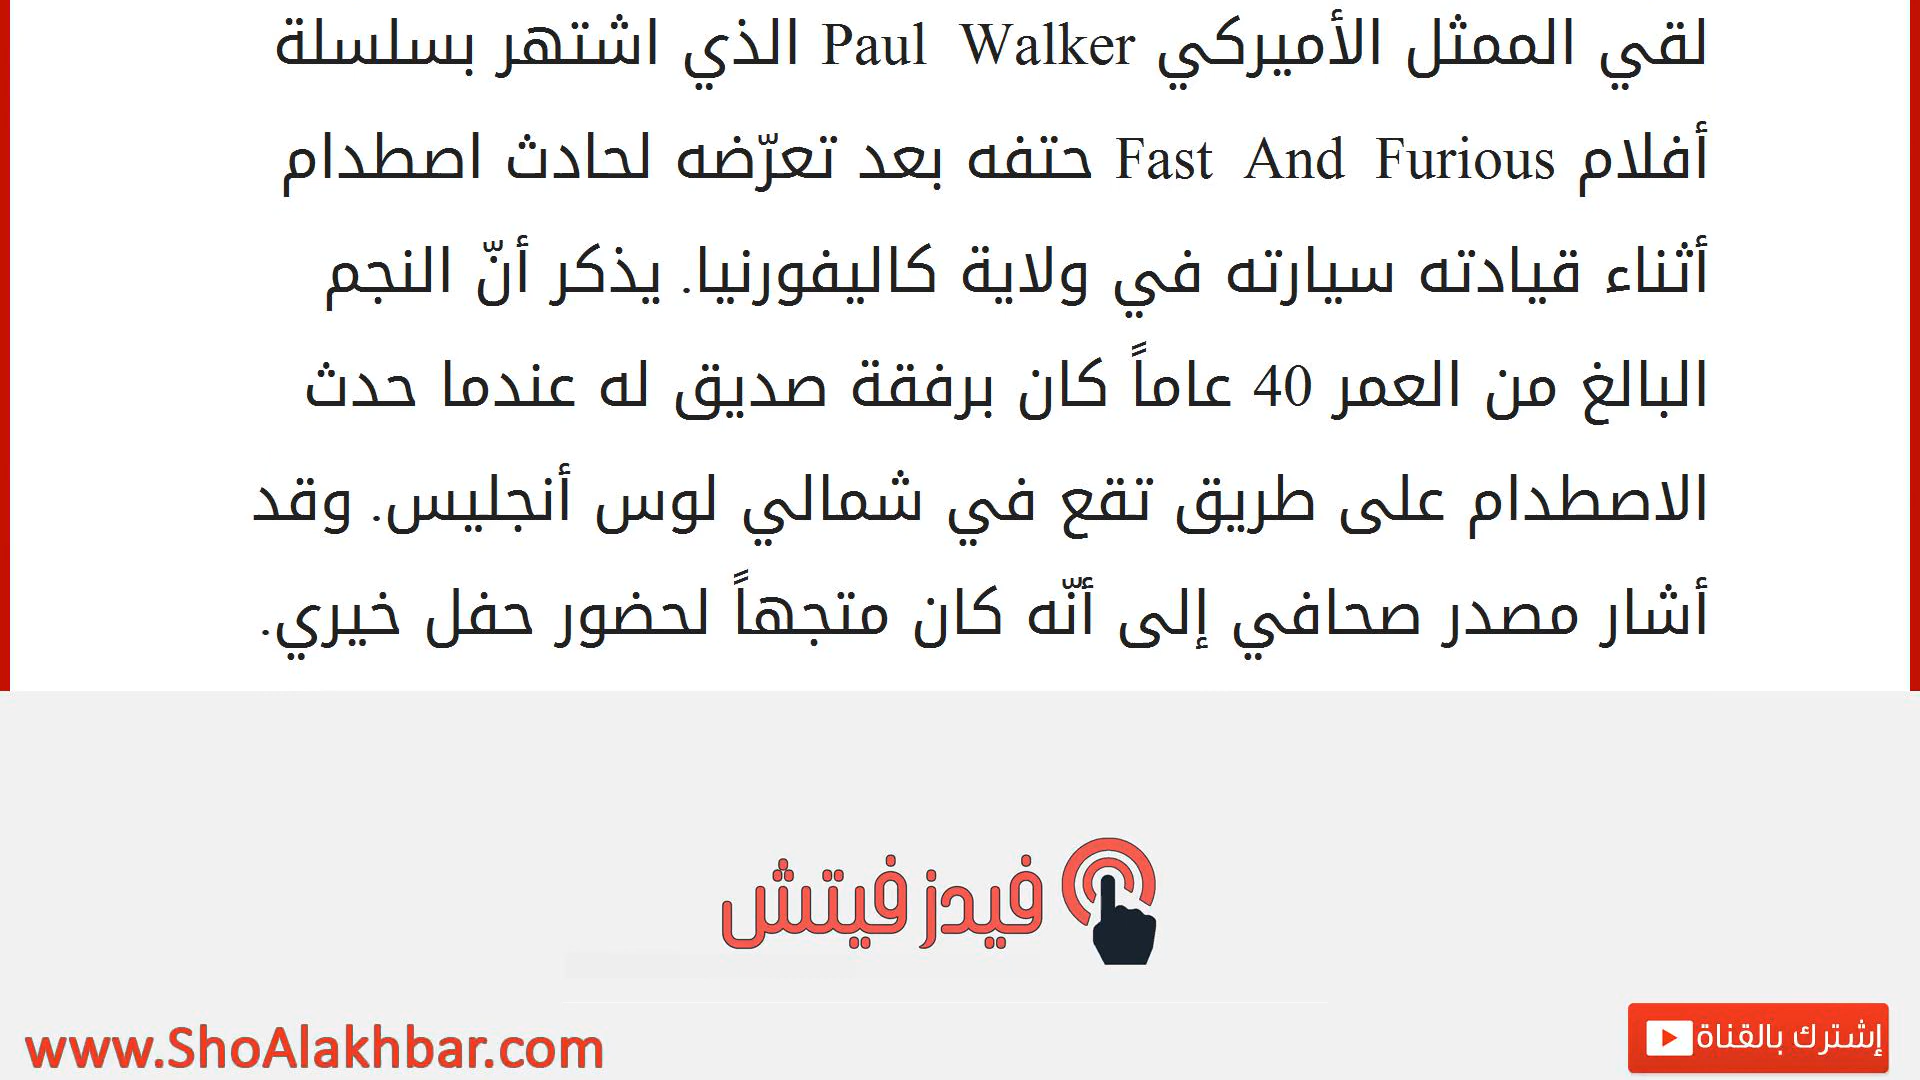 لقي الممثل الأميركي Paul Walker الذي اشتهر بسلسلة
أفلام Fast And Furious حتفه بعد تعرّضه لحادث اصطدام
أثناء قيادته سيارته في ولاية كاليفورنيا. يذكر أنّ النجم
البالغ من العمر 40 عاماً كان برفقة صديق له عندما حدث
الاصطدام على طريق تقع في شمالي لوس أنجليس. وقد
أشار مصدر صحافي إلى أنّه كان متجهاً لحضور حفل خيري.
فيدز فيتش
www.ShoAlakhbar.com
إشترك بالقناة